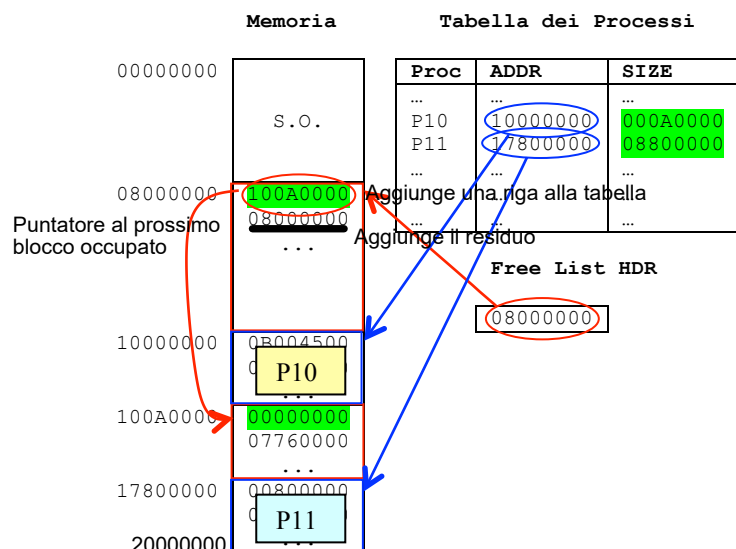 Memoria
Tabella dei Processi
00000000
Proc ADDR SIZE
… … …
S.O.
P10 10000000 000A0000
P11 17800000 08800000
… … …
08000000 100A0000 Aggiunge una riga alla tabella
Puntatore al prossimo
blocco occupato
08000000
… … …
Aggiunge il residuo
...
Free List HDR
08000000
10000000 0B004500
P10
...
100A0000 00000000
07760000
...
17800000 00800000
P11
20000000 ...